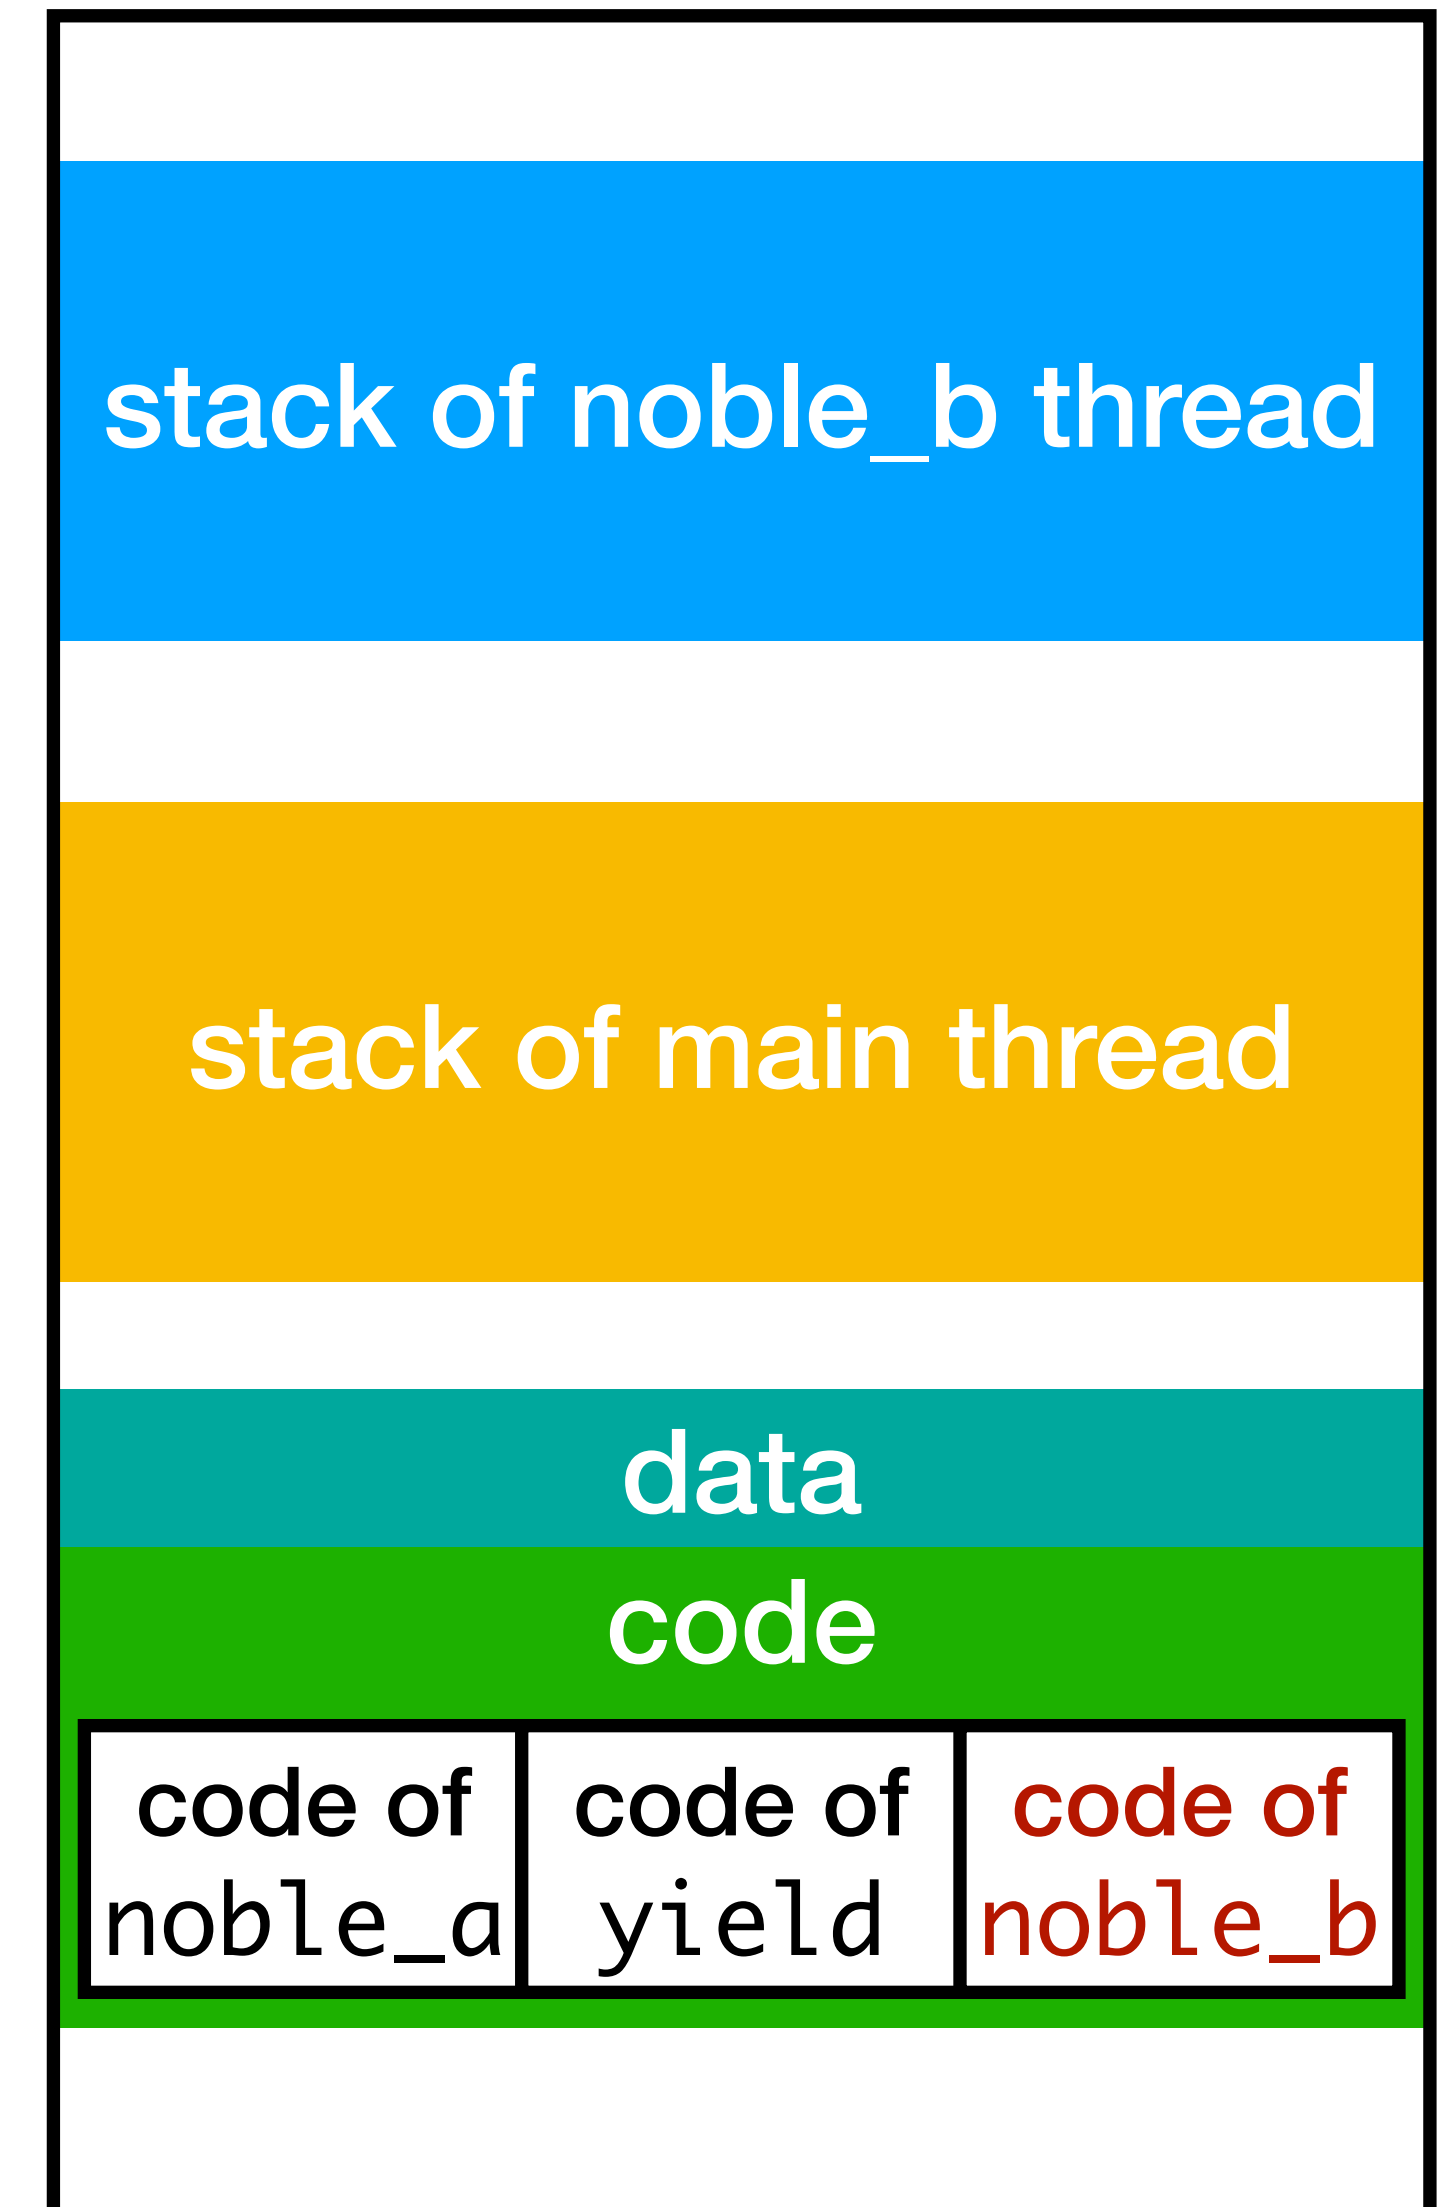 stack of noble_b thread
stack of main thread
data
code
code of
noble_a
code of
yield
code of
noble_b